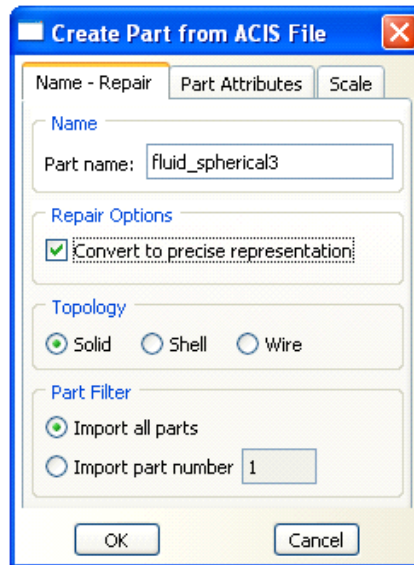 Create Part from ACIS File
Name - Repair Part Attributes Scale
Name
Part name: fluid_spherical3
Repair Options
Convert to precise representation
Topology
Solid Shell Wire
Part Filter
Import all parts
Import part number 1
OK Cancel